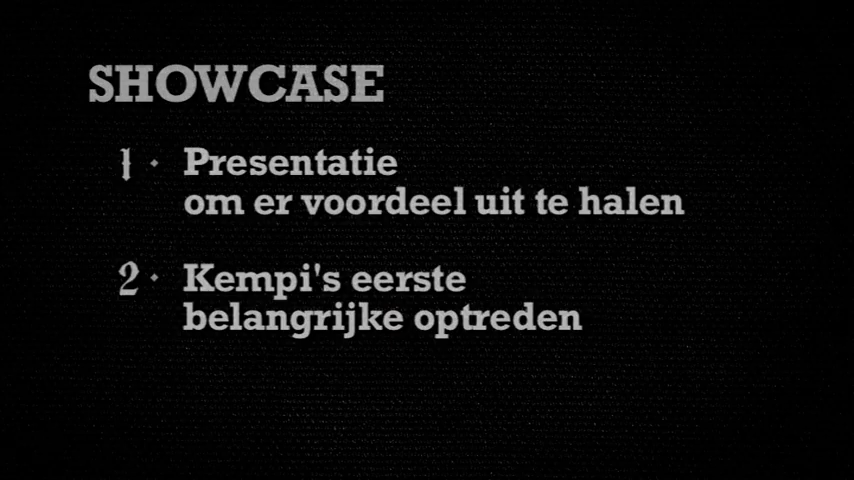 SHOWCASE
1 · Presentatie
om er voordeel uit te halen
2 · Kempi's eerste
belangrijke optreden